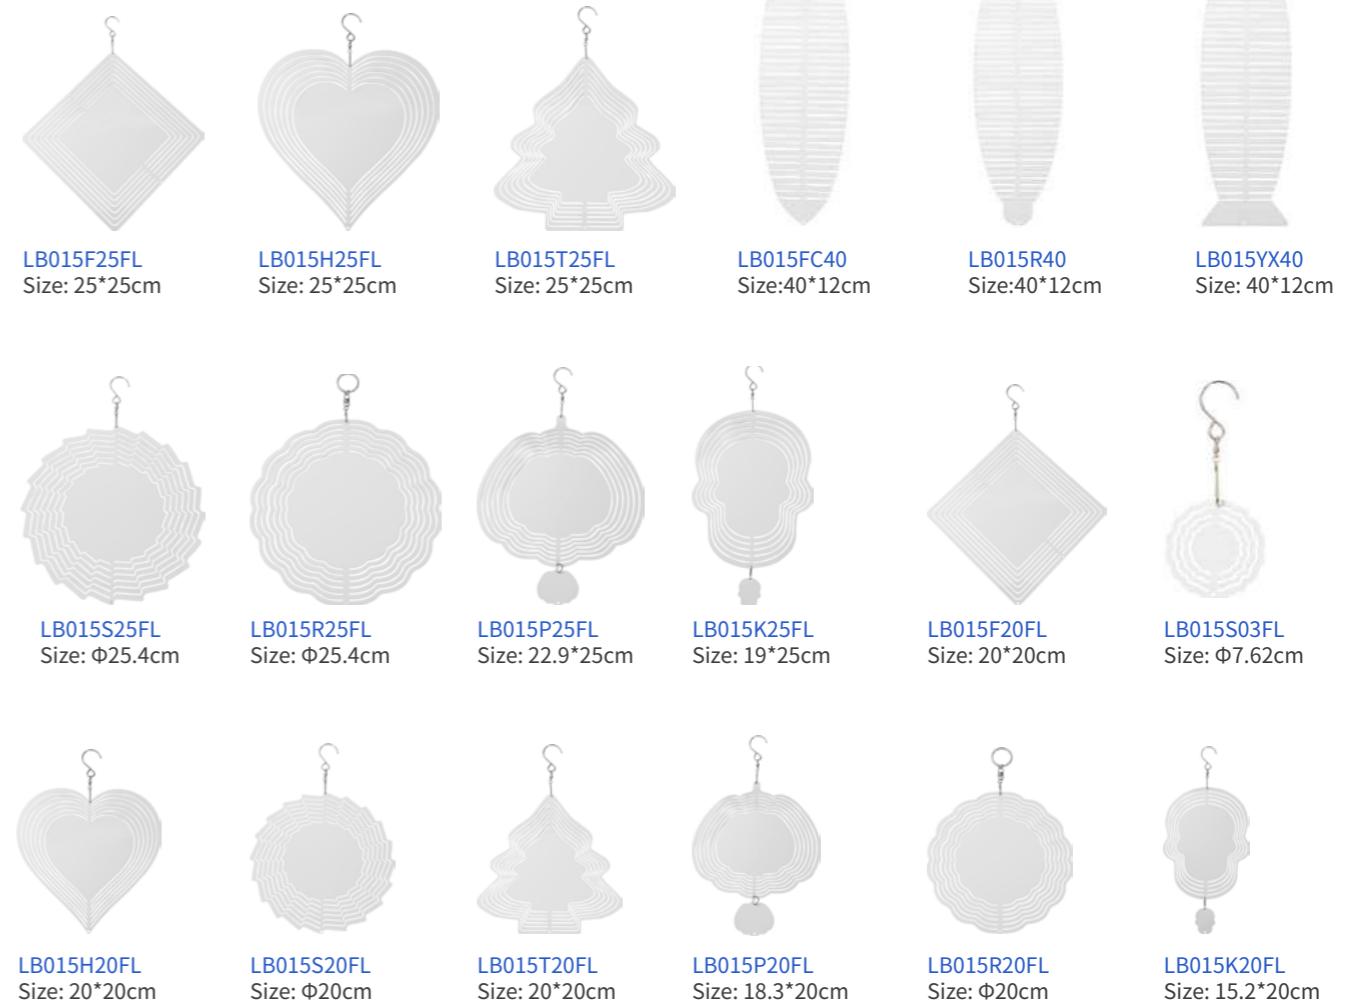 LB015F25FL
Size: 25*25cm
LB015H25FL
Size: 25*25cm
LB015T25FL
Size: 25*25cm
LB015FC40
Size:40*12cm
LB015R40
Size:40*12cm
LB015YX40
Size: 40*12cm
LB015S25FL
Size: Φ25.4cm
LB015R25FL
Size: Φ25.4cm
LB015P25FL
Size: 22.9*25cm
LB015K25FL
Size: 19*25cm
LB015F20FL
Size: 20*20cm
LB015S03FL
Size: Φ7.62cm
LB015H20FL
Size: 20*20cm
LB015S20FL
Size: Φ20cm
LB015T20FL
Size: 20*20cm
LB015P20FL
Size: 18.3*20cm
LB015R20FL
Size: Φ20cm
LB015K20FL
Size: 15.2*20cm